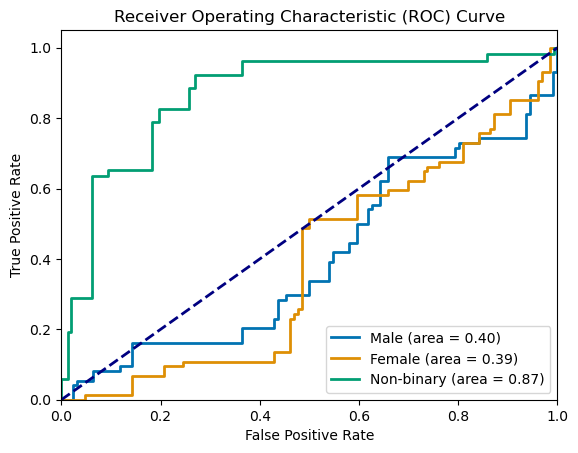 Receiver Operating Characteristic (ROC) Curve
True Positive Rate
1.0
0.8
0.6
0.4
0.2
0.0
Male (area = 0.40)
Female (area = 0.39)
Non-binary (area = 0.87)
0.0 0.2 0.4 0.6 0.8 1.0
False Positive Rate